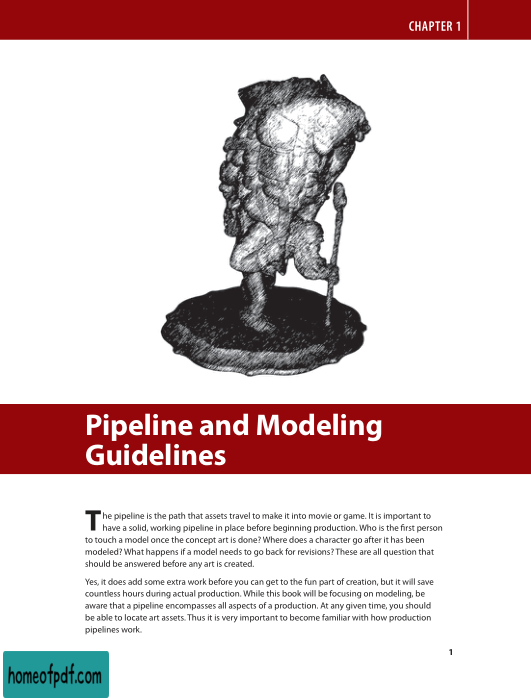 CHAPTER 1
Pipeline and Modeling
Guidelines
The pipeline is the path that assets travel to make it into movie or game. It is important to
have a solid, working pipeline in place before beginning production. Who is the first person
to touch a model once the concept art is done? Where does a character go after it has been
modeled? What happens if a model needs to go back for revisions? These are all question that
should be answered before any art is created.
Yes, it does add some extra work before you can get to the fun part of creation, but it will save
countless hours during actual production. While this book will be focusing on modeling, be
aware that a pipeline encompasses all aspects of a production. At any given time, you should
be able to locate art assets. Thus it is very important to become familiar with how production
pipelines work.
1
homeofpdf.com